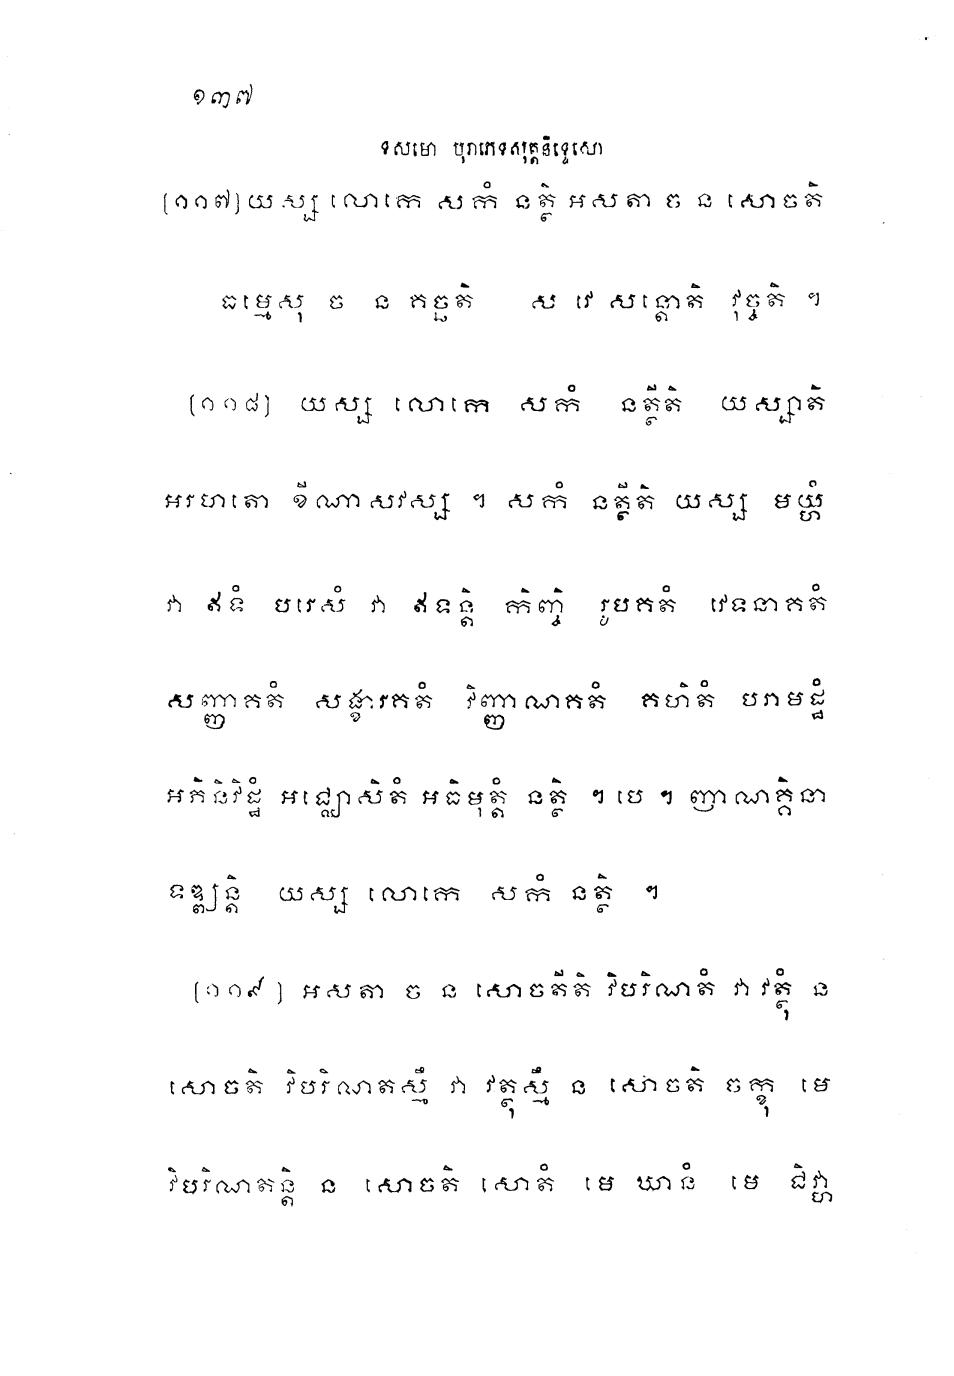 ១៣៧
ទសមោ បុរាភេទសុត្តនិទ្ទេសោ
[១១៧] យស្ស លោកេ សកំ នត្ថិ អសតា ច ន សោចតិ
ធម្មេសុ ច ន គច្ឆតិ ស វេ សន្តោតិ វុច្ចតិ ។
[១១៨] យស្ស លោកេ សកំ នត្ថីតិ យស្សាតិ
អរហតោ ខីណាសវស្ស ។ សកំ នត្ថីតិ យស្ស មយ្ហំ
វា ឥទំ បរេសំ វា ឥទន្តិ កិញ្ចិ រូបគតំ វេទនាគតំ
សញ្ញាគតំ សង្ខារគតំ វិញ្ញាណគតំ គហិតំ បរាមដ្ឋំ
អភិនិវិដ្ឋំ អជ្ឈោសិតំ អធិមុត្តំ នត្ថិ ។ បេ ។ ញាណគ្គិនា
ទឌ្ឍន្តិ យស្ស លោកេ សកំ នត្ថិ ។
[១១៩] អសតា ច ន សោចតីតិ វិបរិណតំ វា វត្ថុំ ន
សោចតិ វិបរិណតស្មឹ វា វត្ថុស្មឹ ន សោចតិ ចក្ខុ មេ
វិបរិណតន្តិ ន សោចតិ សោតំ មេ ឃានំ មេ ជិវ្ហា